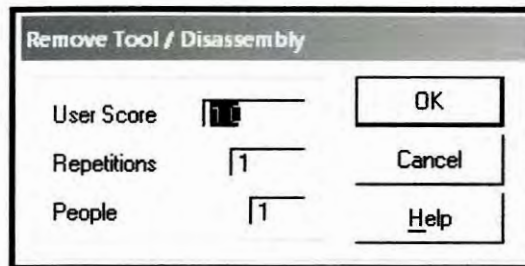 Remove Tool / Disassembly
User Score
OK
Repetitions 1
Cancel
People 1
Help